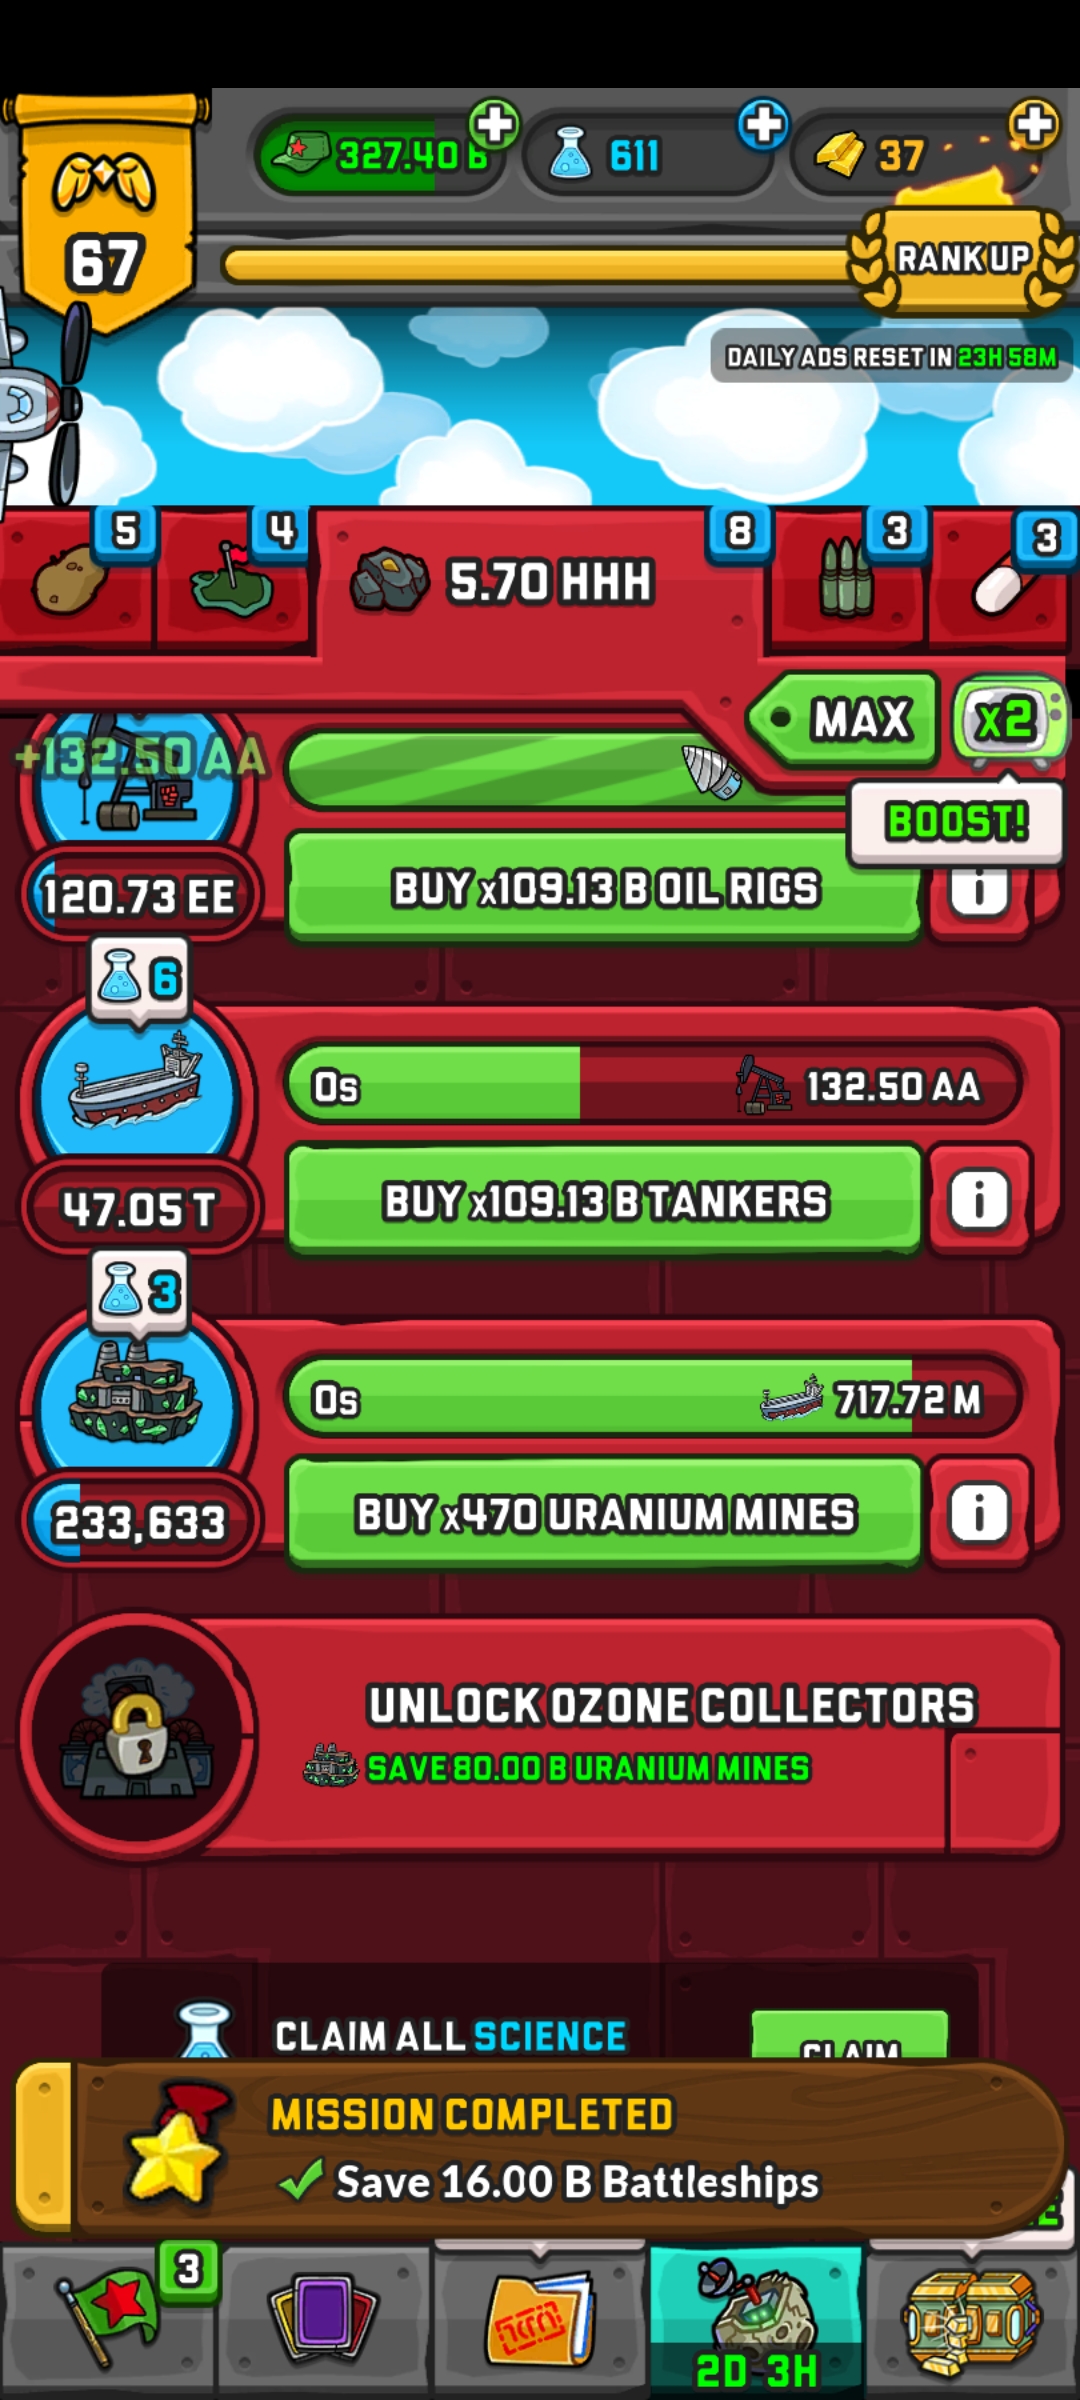 67
327.40 B
611
37
RANK UP
DAILY ADS RESET IN 23H 58M
5
4
5.70 HHH
8
3
3
MAX
x2
BOOST!
+132.50 AA
120.73 EE
BUY x109.13 B OIL RIGS
i
6
0s
132.50 AA
47.05 T
BUY x109.13 B TANKERS
i
3
0s
717.72 M
233,633
BUY x470 URANIUM MINES
i
UNLOCK OZONE COLLECTORS
SAVE 80.00 B URANIUM MINES
CLAIM ALL SCIENCE
CLAIM
MISSION COMPLETED
Save 16.00 B Battleships
3
2D 3H